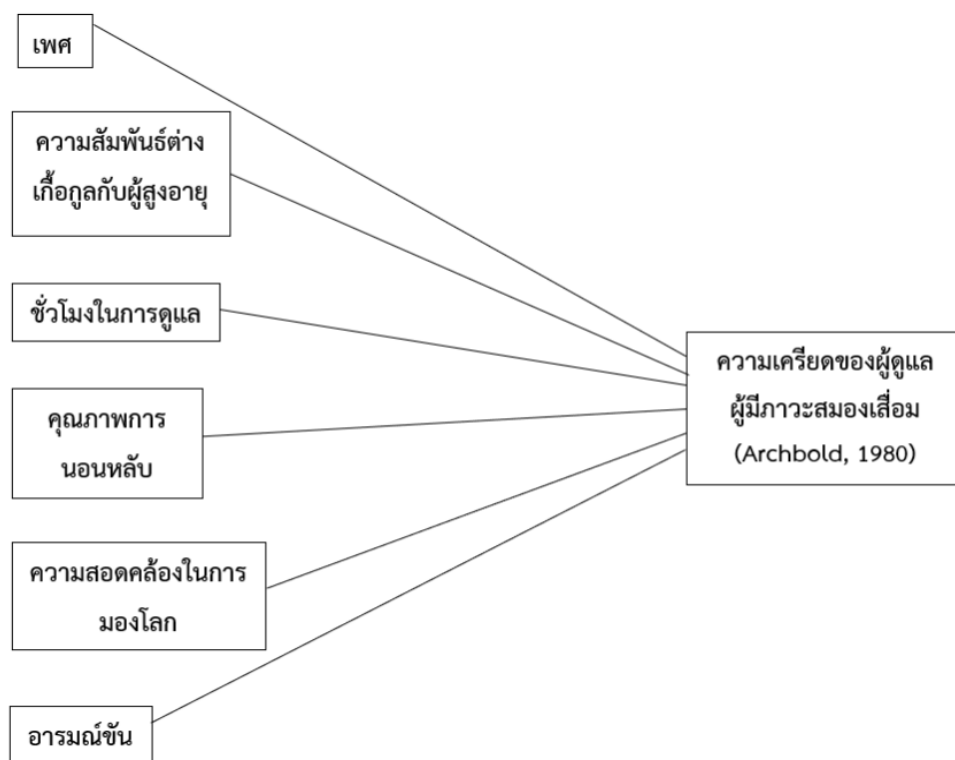 เพศ
ความสัมพันธ์ต่าง
เกื้อกูลกับผู้สูงอายุ
ชั่วโมงในการดูแล
คุณภาพการ
นอนหลับ
ความสอดคล้องในการ
มองโลก
อารมณ์ขัน
ความเครียดของผู้ดูแล
ผู้มีภาวะสมองเสื่อม
(Archbold, 1980)